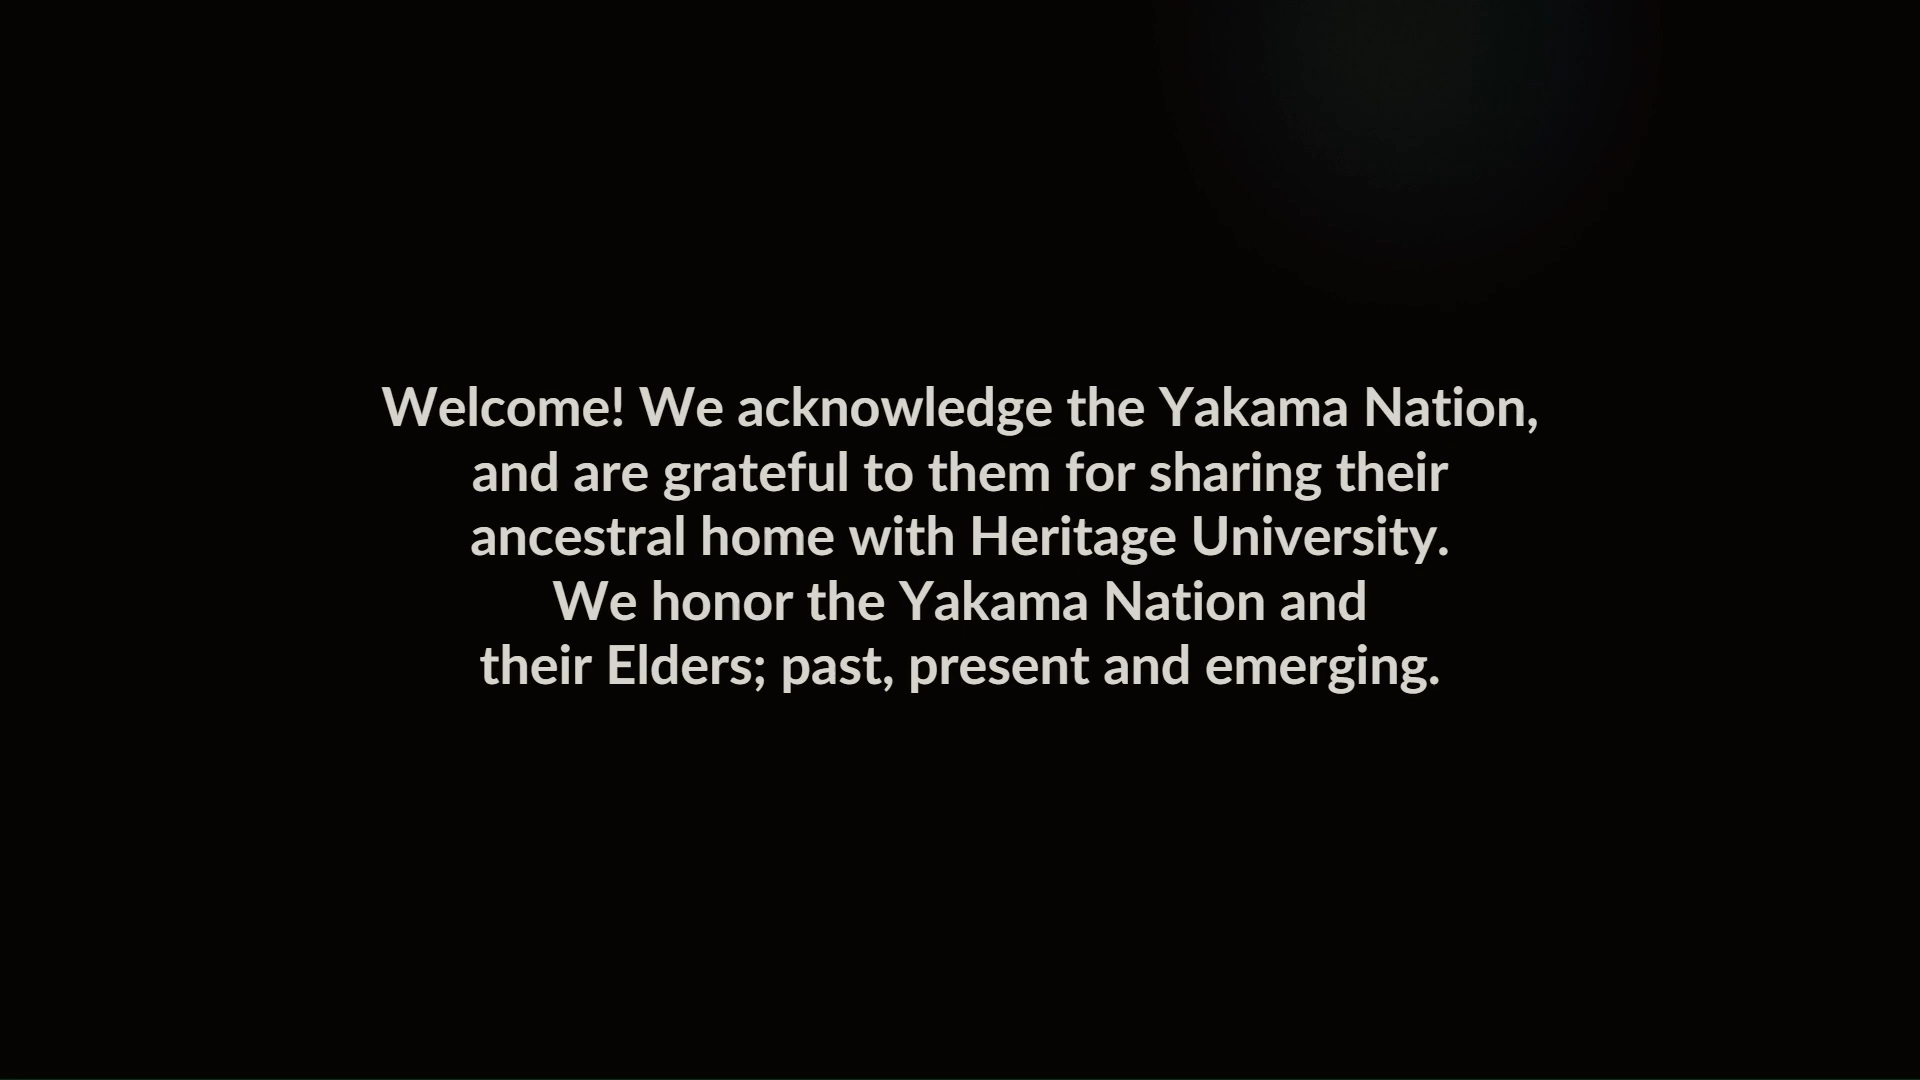 Welcome! We acknowledge the Yakama Nation,
and are grateful to them for sharing their
ancestral home with Heritage University.
We honor the Yakama Nation and
their Elders; past, present and emerging.